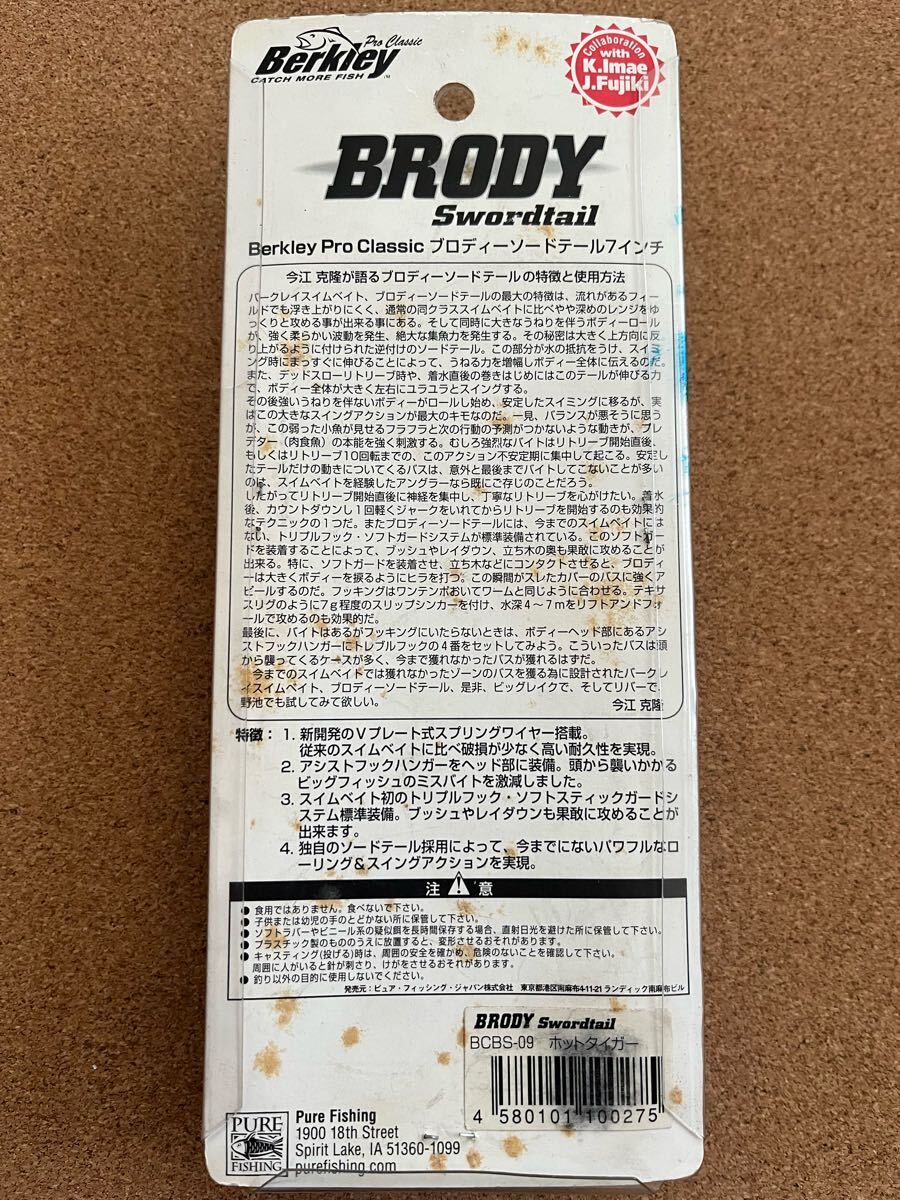 Berkley
Pro Classic
CATCH MORE FISH
Collaboration
with
K.Imae
J.Fujiki
BRODY
Swordtail
Berkley Pro Classic ブロディーソードテール7インチ
今江 克隆が語るブロディーソードテールの特徴と使用方法
バークレイスイムベイト、ブロディーソードテールの最大の特徴は、流れがあるフィー
ルドでも浮き上がりにくく、通常の同クラススイムベイトに比べやや深めのレンジをゆ
っくりと攻める事が出来る事にある。そして同時に大きなうねりを伴うボディーロール
が、強く柔らかい波動を発生、絶大な集魚力を発生する。その秘密は大きく上方向に反
り上がるように付けられた逆付けのソードテール。この部分が水の抵抗をうけ、スイミ
ング時にまっすぐに伸びることによって、うねる力を増幅しボディー全体に伝えるのだ。
また、デッドスローリトリーブ時や、着水直後の巻きはじめにはこのテールが伸びる力
で、ボディー全体が大きく左右にユラユラとスイングする。
その後強いうねりを伴ないボディーがロールし始め、安定したスイミングに移るが、実
はこの大きなスイングアクションが最大のキモなのだ。一見、バランスが悪そうに思う
が、この弱った小魚が見せるフラフラと次の行動の予測がつかないような動きが、プレ
デター（肉食魚）の本能を強く刺激する。むしろ強烈なバイトはリトリーブ開始直後、
もしくはリトリーブ10回転までの、このアクション不安定期に集中して起こる。安定し
たテールだけの動きについてくるバスは、意外と最後までバイトしてこないことが多い
のは、スイムベイトを経験したアングラーなら既にご存じのことだろう。
したがってリトリーブ開始直後に神経を集中し、丁寧なリトリーブを心がけたい。着水
後、カウントダウンし１回軽くジャークをいれてからリトリーブを開始するのも効果的
なテクニックの１つだ。またブロディーソードテールには、今までのスイムベイトには
ない、トリプルフック・ソフトガードシステムが標準装備されている。このソフトガー
ドを装着することによって、ブッシュやレイダウン、立ち木の奥も果敢に攻めることが
出来る。特に、ソフトガードを装着させ、立ち木などにコンタクトさせると、ブロディ
ーは大きくボディーを捩るようにヒラを打つ。この瞬間がスレたカバーのバスに強くア
ピールするのだ。フッキングはワンテンポおいてワームと同じように合わせる。テキサ
スリグのように7ｇ程度のスリップシンカーを付け、水深４～７ｍをリフトアンドフォ
ールで攻めるのも効果的だ。
最後に、バイトはあるがフッキングにいたらないときは、ボディーヘッド部にあるアシ
ストフックハンガーにトレブルフックの４番をセットしてみよう。こういったバスは頭
から襲ってくるケースが多く、今まで獲れなかったバスが獲れるはずだ。
今までのスイムベイトでは獲れなかったゾーンのバスを獲る為に設計されたバークレ
イスイムベイト、ブロディーソードテール、是非、ビッグレイクで、そしてリバーで、
野池でも試してみて欲しい。 今江 克隆
特徴： 1. 新開発のＶプレート式スプリングワイヤー搭載。
従来のスイムベイトに比べ破損が少なく高い耐久性を実現。
2. アシストフックハンガーをヘッド部に装備。頭から襲いかかる
ビッグフィッシュのミスバイトを激減しました。
3. スイムベイト初のトリプルフック・ソフトスティックガードシ
ステム標準装備。ブッシュやレイダウンも果敢に攻めることが
出来ます。
4. 独自のソードテール採用によって、今までにないパワフルなロ
ーリング＆スイングアクションを実現。
注 意
● 食用ではありません。食べないで下さい。
● 子供または幼児の手のとどかない所に保管して下さい。
● ソフトラバーやビニール系の疑似餌を長時間保存する場合、直射日光を避けた所に保管して下さい。
● プラスチック製のもののうえに放置すると、変形させるおそれがあります。
● キャスティング(投げる)時は、周囲の安全を確かめ、危険のないことを確認して下さい。
周囲に人がいると針が刺さり、けがをさせるおそれがあります。
● 釣り以外の目的に使用しないでください。
発売元：ピュア・フィッシング・ジャパン株式会社 東京都港区南麻布4-11-21 ランディック南麻布ビル
BRODY Swordtail
BCBS-09 ホットタイガー
4 580101 100275
PURE
FISHING
Pure Fishing
1900 18th Street
Spirit Lake, IA 51360-1099
purefishing.com